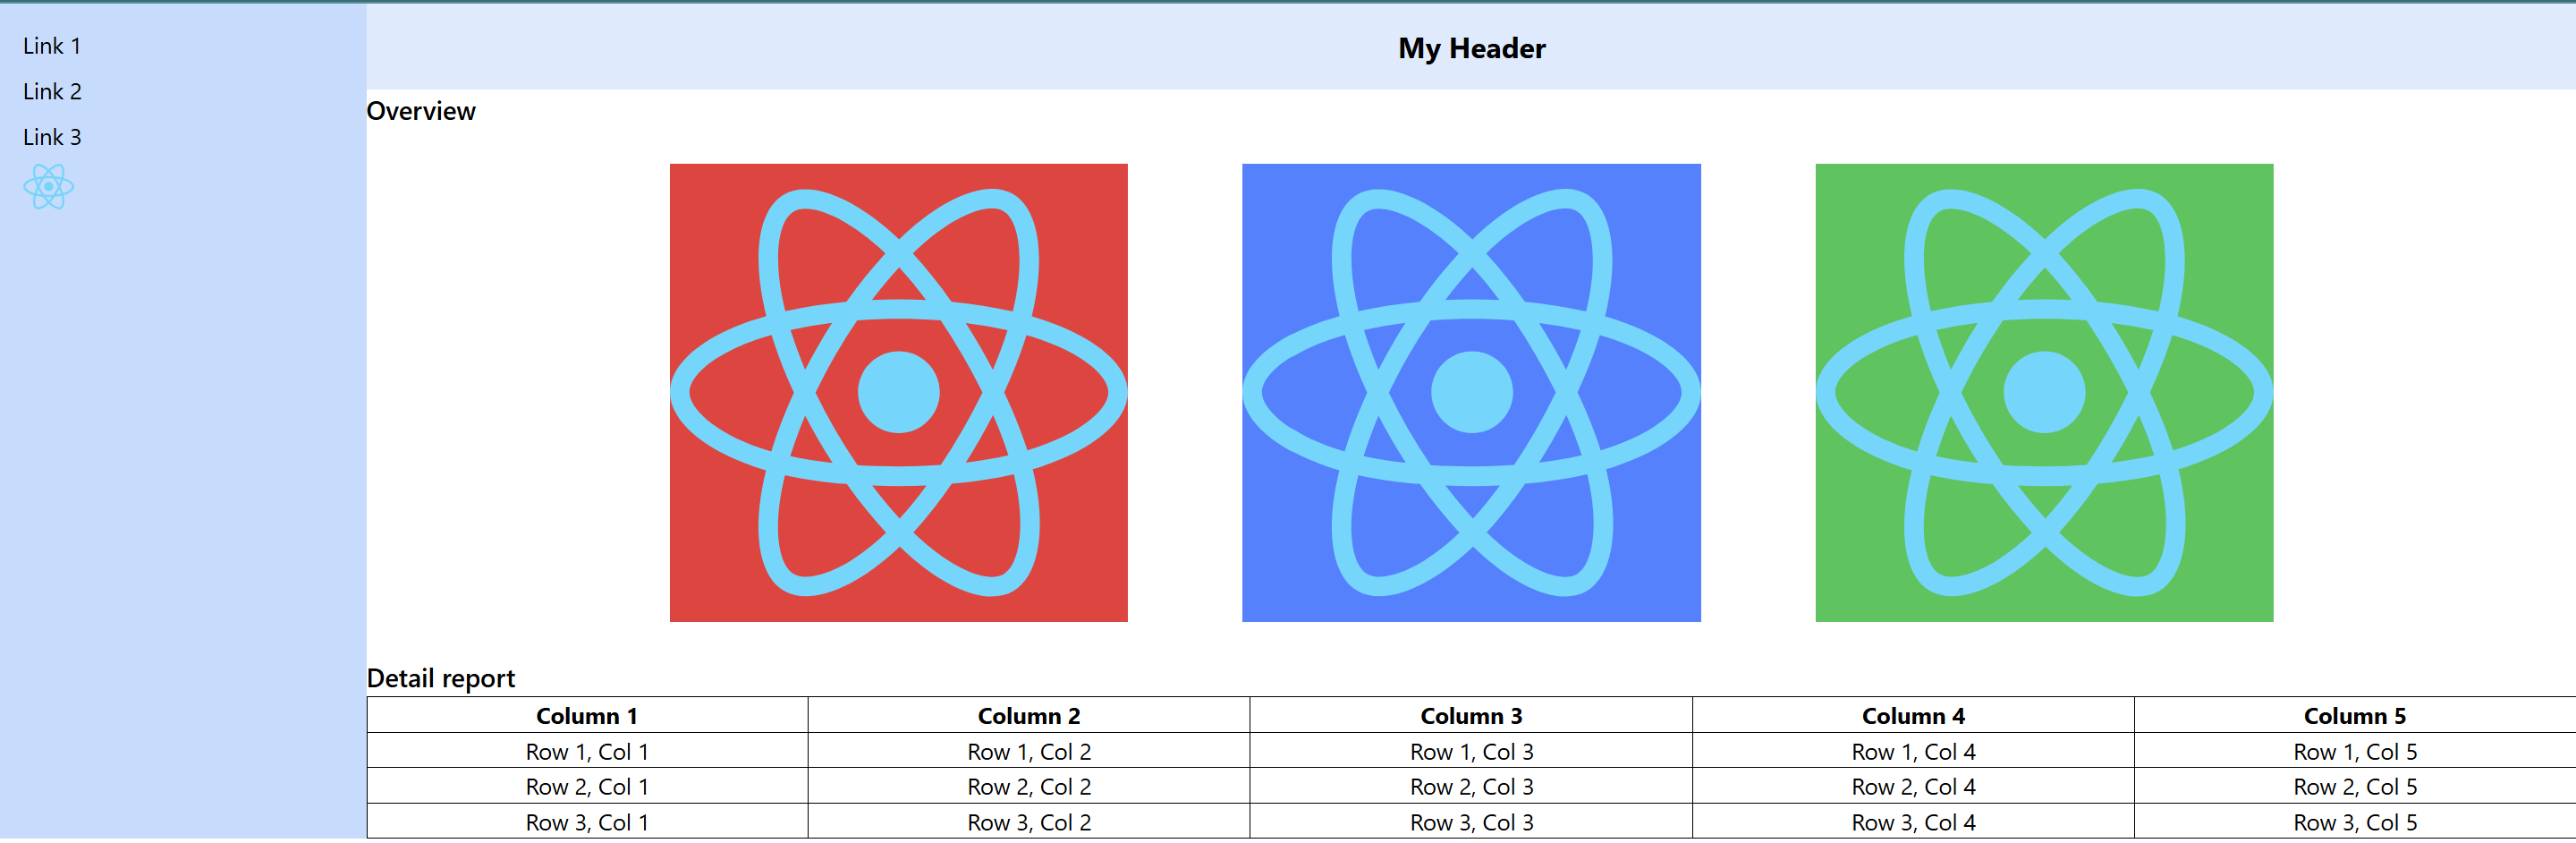 Link 1
Link 2
Link 3
My Header
Overview
Detail report
Column 1 Column 2 Column 3 Column 4 Column 5
Row 1, Col 1 Row 1, Col 2 Row 1, Col 3 Row 1, Col 4 Row 1, Col 5
Row 2, Col 1 Row 2, Col 2 Row 2, Col 3 Row 2, Col 4 Row 2, Col 5
Row 3, Col 1 Row 3, Col 2 Row 3, Col 3 Row 3, Col 4 Row 3, Col 5